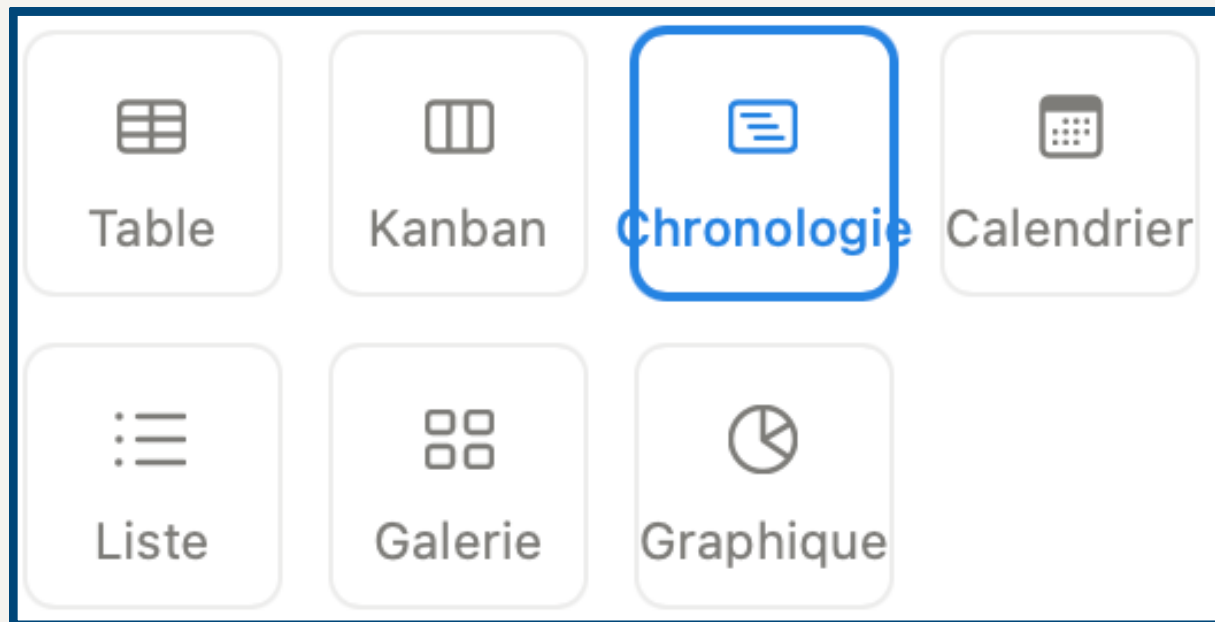 Table
Kanban
Chronologie
Calendrier
Liste
Galerie
Graphique